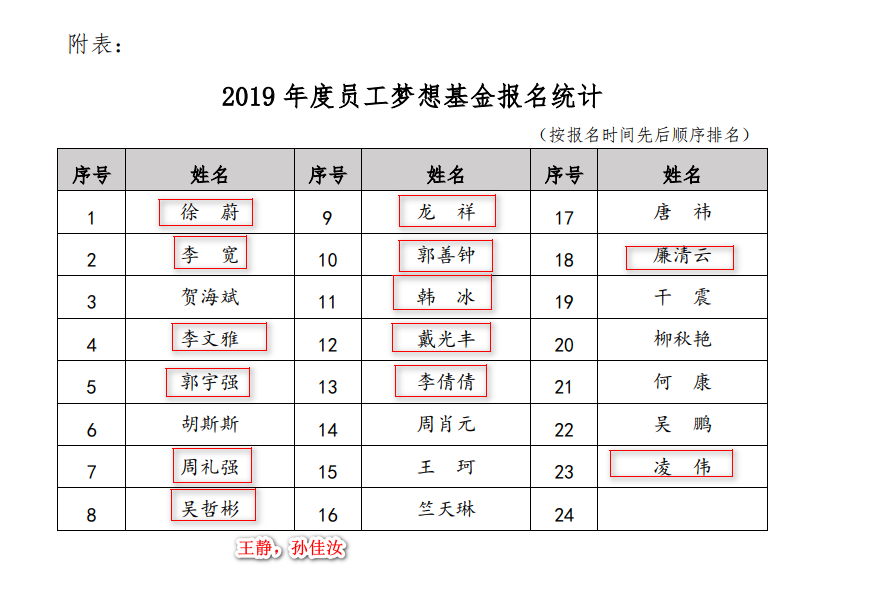 附表：
2019 年度员工梦想基金报名统计
（按报名时间先后顺序排名）
序号 姓名 序号 姓名 序号 姓名
1 徐 蔚 9 龙 祥 17 唐 祎
2 李 宽 10 郭善钟 18 廉清云
3 贺海斌 11 韩 冰 19 干 震
4 李文雅 12 戴光丰 20 柳秋艳
5 郭宇强 13 李倩倩 21 何 康
6 胡斯斯 14 周肖元 22 吴 鹏
7 周礼强 15 王 珂 23 凌 伟
8 吴哲彬 16 竺天琳 24
王静，孙佳汝